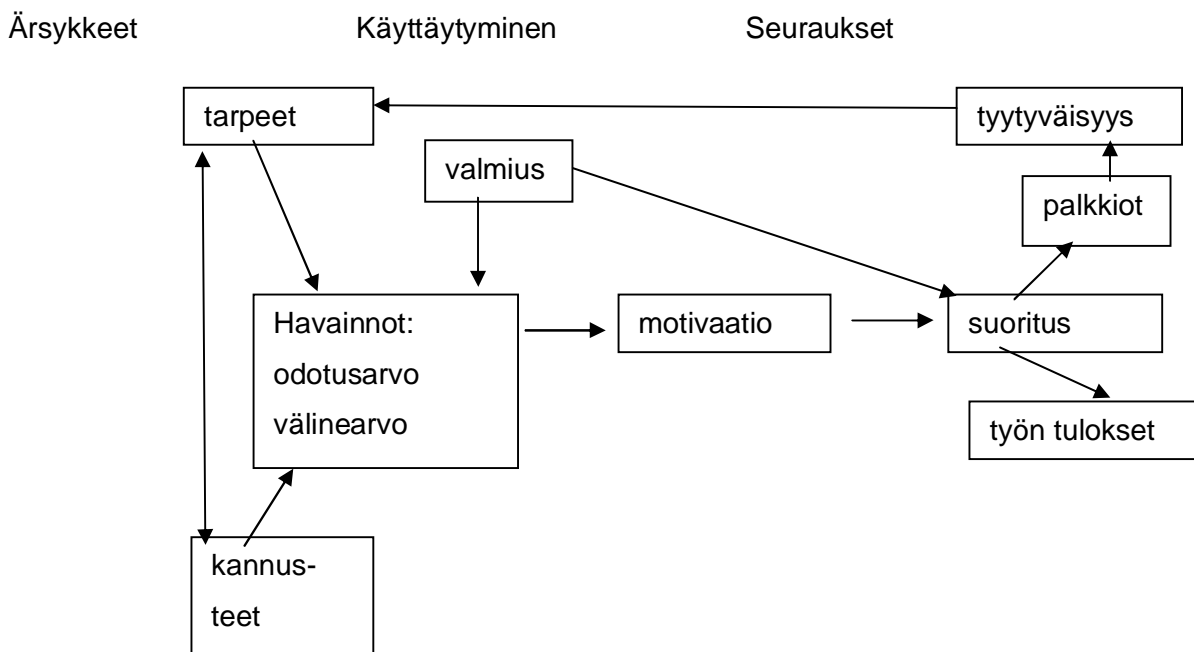 Ärsykkeet Käyttäytyminen Seuraukset
tarpeet
tyytyväisyys
valmius
palkkiot
Havainnot:
odotusarvo
välinearvo
motivaatio
suoritus
työn tulokset
kannus-
teet